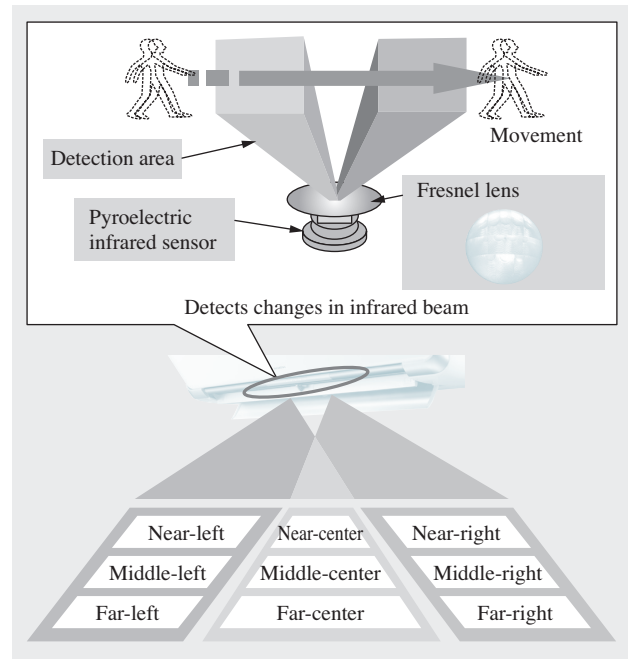 Movement
Detection area
Fresnel lens
Pyroelectric
infrared sensor
Detects changes in infrared beam
Near-left
Near-center
Near-right
Middle-left
Middle-center
Middle-right
Far-left
Far-center
Far-right